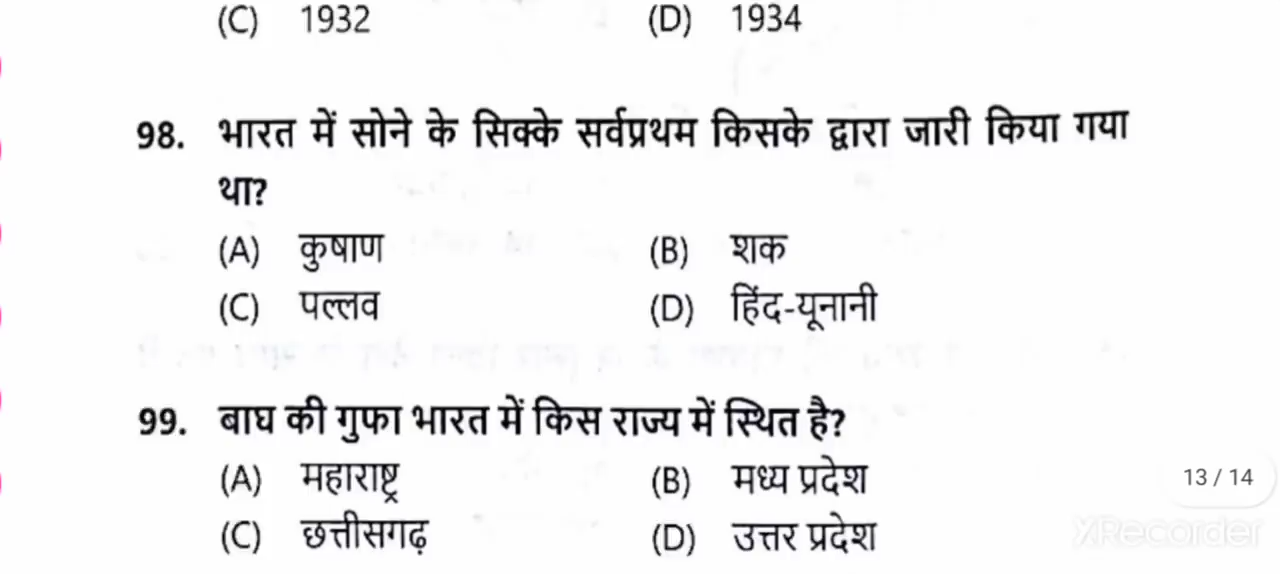 (C) 1932 (D) 1934
98. भारत में सोने के सिक्के सर्वप्रथम किसके द्वारा जारी किया गया
था?
(A) कुषाण (B) शक
(C) पल्लव (D) हिंद-यूनानी
99. बाघ की गुफा भारत में किस राज्य में स्थित है?
(A) महाराष्ट्र (B) मध्य प्रदेश
13 / 14
(C) छत्तीसगढ़ (D) उत्तर प्रदेश
XRecorder